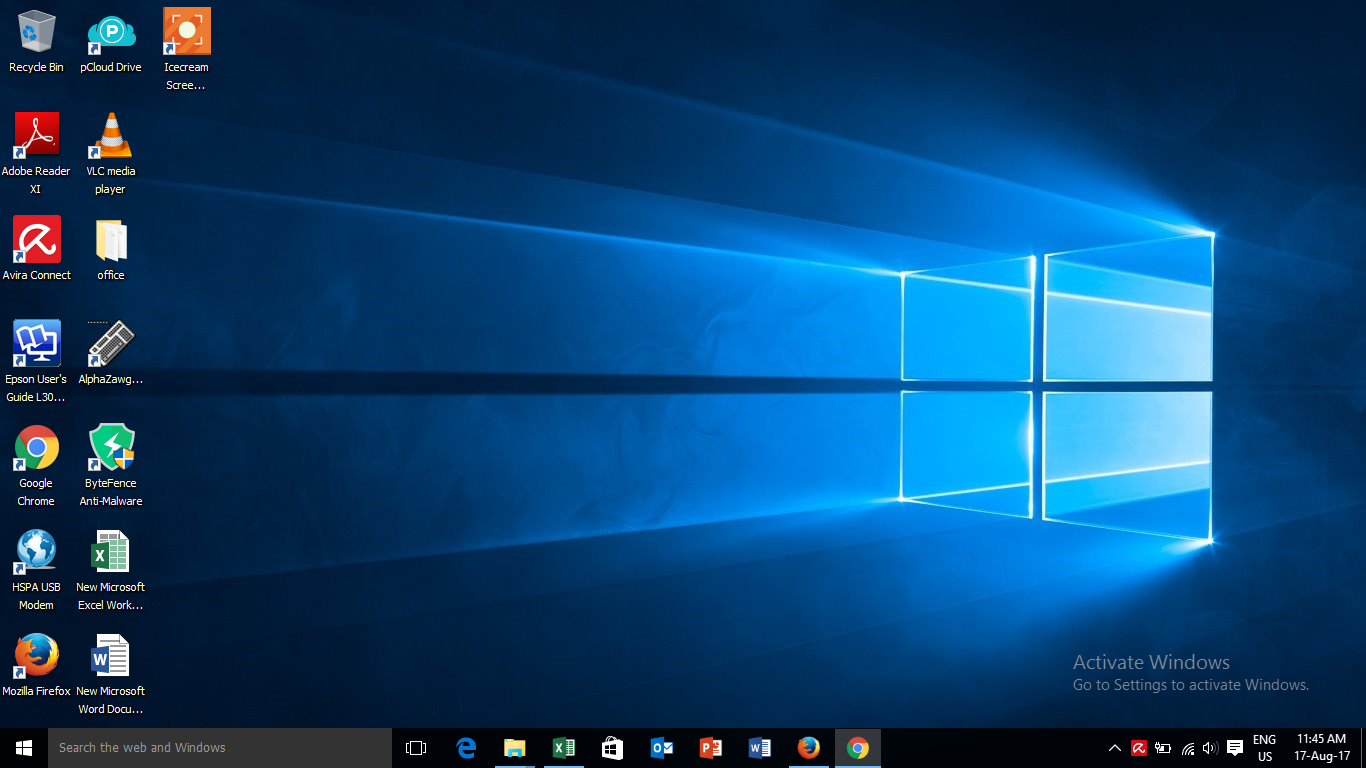 Recycle Bin
pCloud Drive
Icecream
Scree...
Adobe Reader
XI
VLC media
player
Avira Connect
office
Epson User's
Guide L30...
AlphaZawg...
Google
Chrome
ByteFence
Anti-Malware
HSPA USB
Modem
New Microsoft
Excel Work...
Mozilla Firefox
New Microsoft
Word Docu...
Activate Windows
Go to Settings to activate Windows.
Search the web and Windows
ENG
US
11:45 AM
17-Aug-17